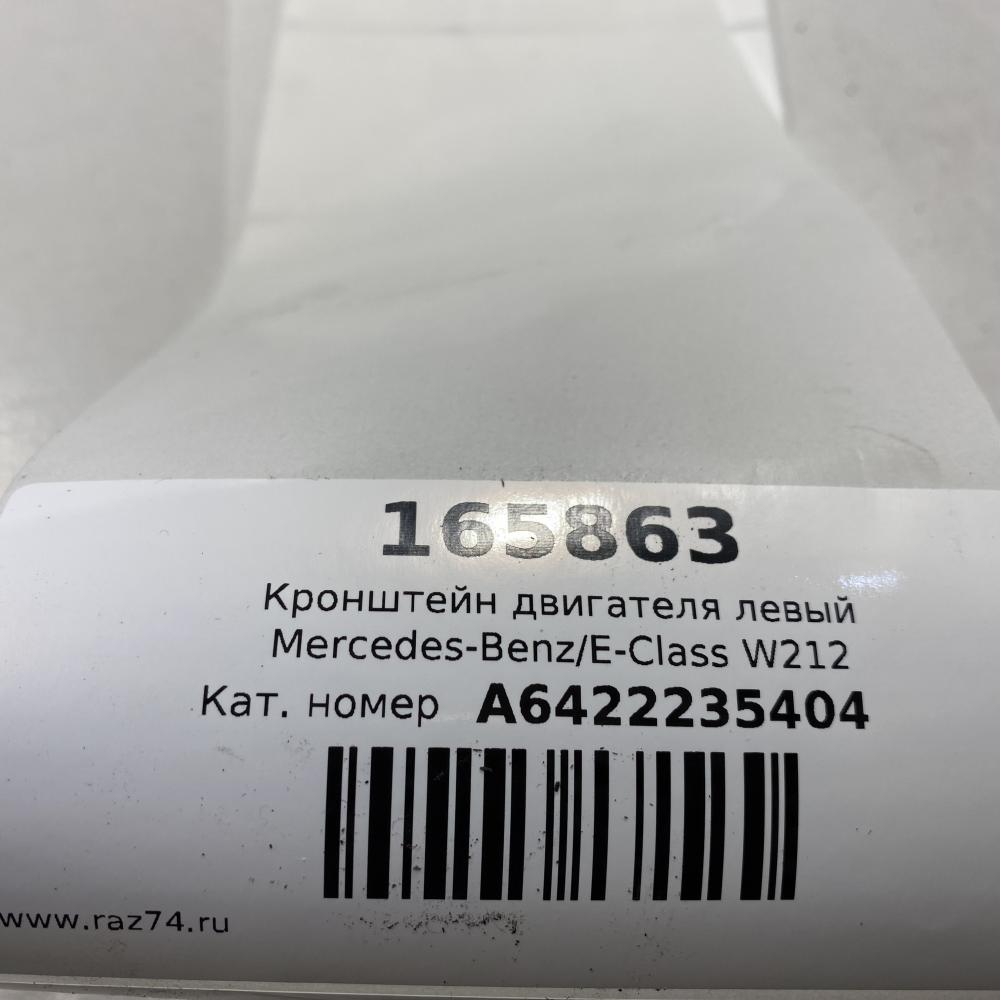 165863
Кронштейн двигателя левый
Mercedes-Benz/E-Class W212
Кат. номер A6422235404
www.raz74.ru